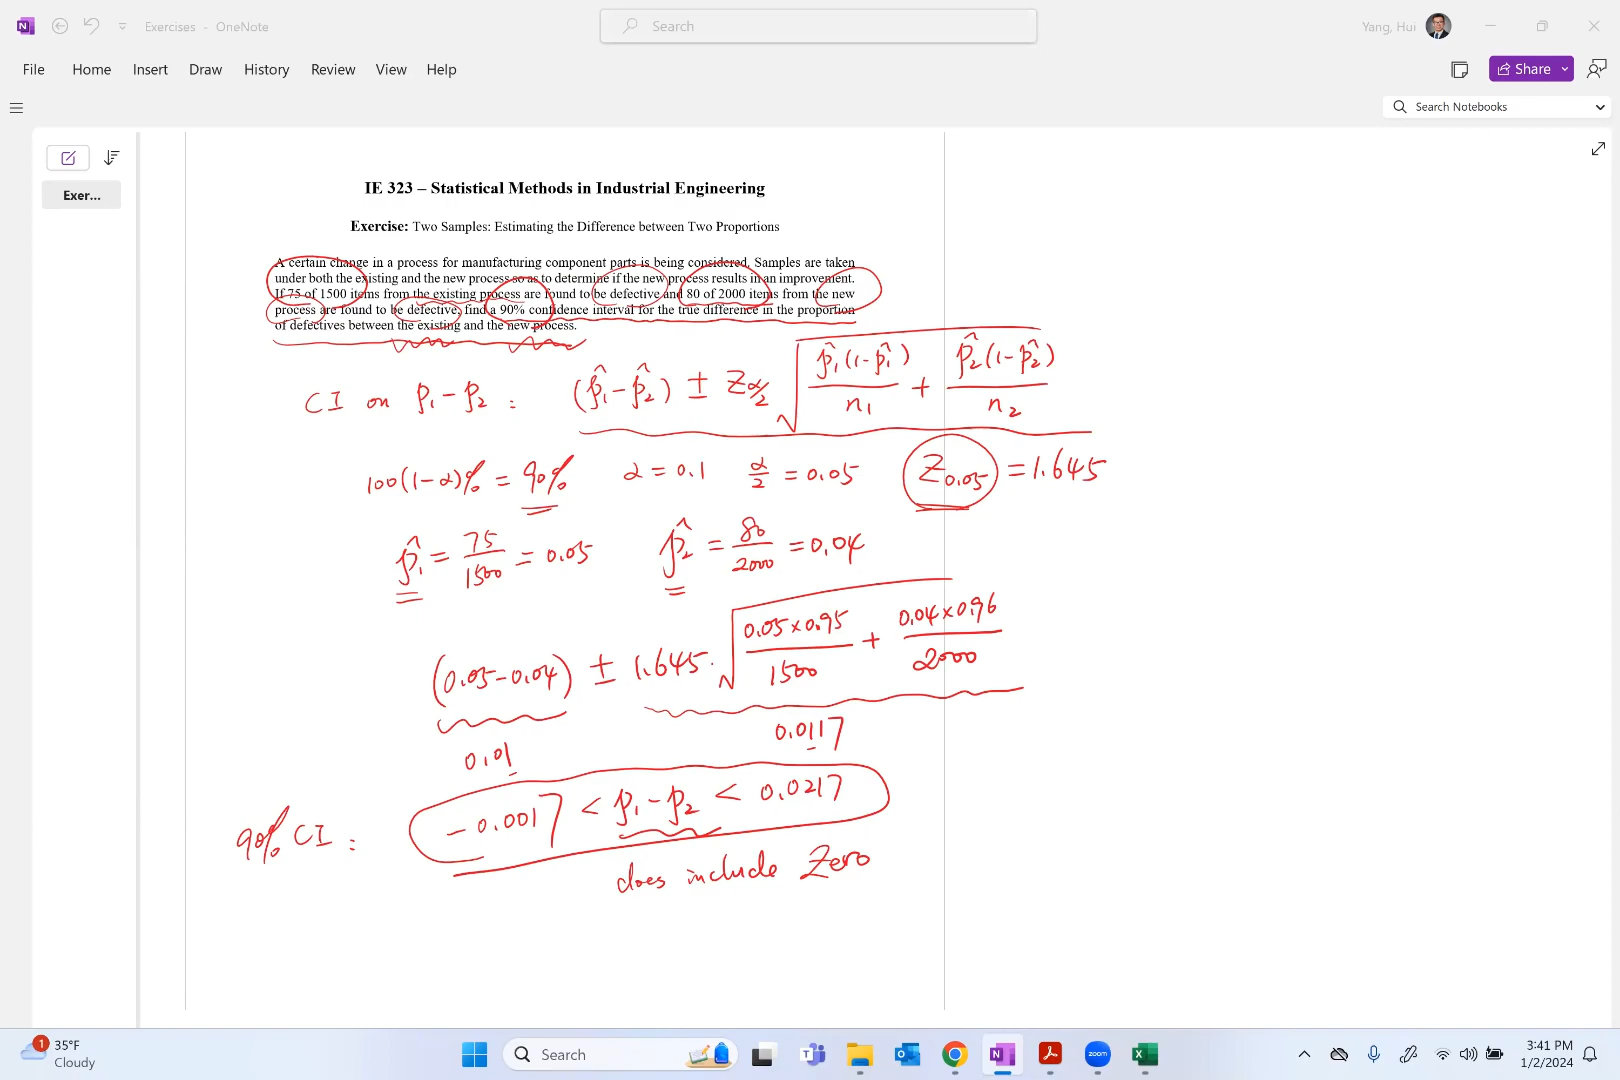 Exercises - OneNote
Search
Yang, Hui
File Home Insert Draw History Review View Help
Share
Search Notebooks
Exer...
IE 323 – Statistical Methods in Industrial Engineering
Exercise: Two Samples: Estimating the Difference between Two Proportions
A certain change in a process for manufacturing component parts is being considered. Samples are taken
under both the existing and the new process so as to determine if the new process results in an improvement.
If 75 of 1500 items from the existing process are found to be defective and 80 of 2000 items from the new
process are found to be defective, find a 90% confidence interval for the true difference in the proportion
of defectives between the existing and the new process.
CI on p₁-p₂ : (p̂₁-p̂₂) ± Zα/2 √(p̂₁(1-p̂₁)/n₁ + p̂₂(1-p̂₂)/n₂)
100(1-α)% = 90% α = 0.1 α/2 = 0.05 Z0.05 = 1.645
p̂₁ = 75/1500 = 0.05 p̂₂ = 80/2000 = 0.04
(0.05-0.04) ± 1.645. √(0.05×0.95/1500 + 0.04×0.96/2000)
0.01 0.0117
90% CI : -0.0017 < p₁-p₂ < 0.0217
does include Zero
1
35°F
Cloudy
Search
zoom
3:41 PM
1/2/2024